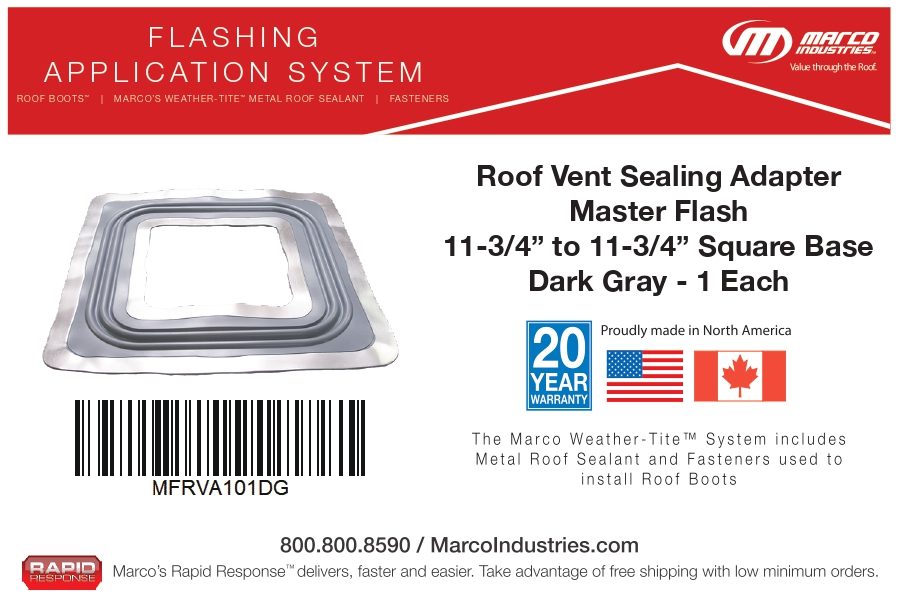 FLASHING
APPLICATION SYSTEM
ROOF BOOTS™ | MARCO'S WEATHER-TITE™ METAL ROOF SEALANT | FASTENERS
MARCO
INDUSTRIES™
Value through the Roof.
Roof Vent Sealing Adapter
Master Flash
11-3/4” to 11-3/4” Square Base
Dark Gray - 1 Each
20
YEAR
WARRANTY
Proudly made in North America
The Marco Weather-Tite™ System includes
Metal Roof Sealant and Fasteners used to
install Roof Boots
MFRVA101DG
800.800.8590 / MarcoIndustries.com
RAPID
RESPONSE
Marco's Rapid Response™ delivers, faster and easier. Take advantage of free shipping with low minimum orders.